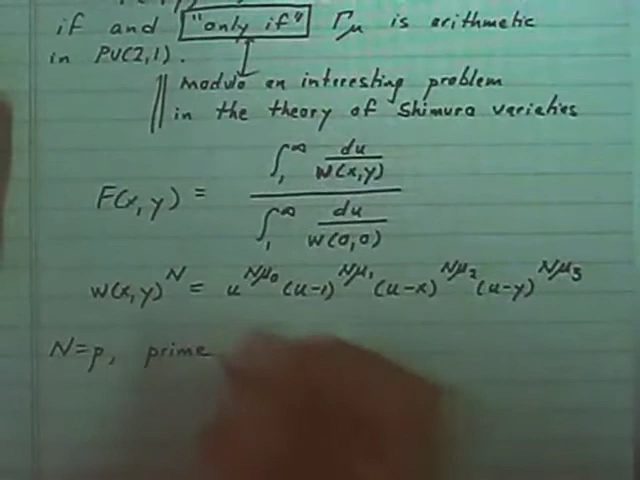 if and "only if" Γμ is arithmetic
in PU(2,1).
modulo an interesting problem
in the theory of Shimura varieties
F(x,y) = ∫₁^∞ du/w(x,y) / ∫₁^∞ du/w(0,0)
w(x,y)^N = u^Nμ₀ (u-1)^Nμ₁ (u-x)^Nμ₂ (u-y)^Nμ₃
N=p, prime